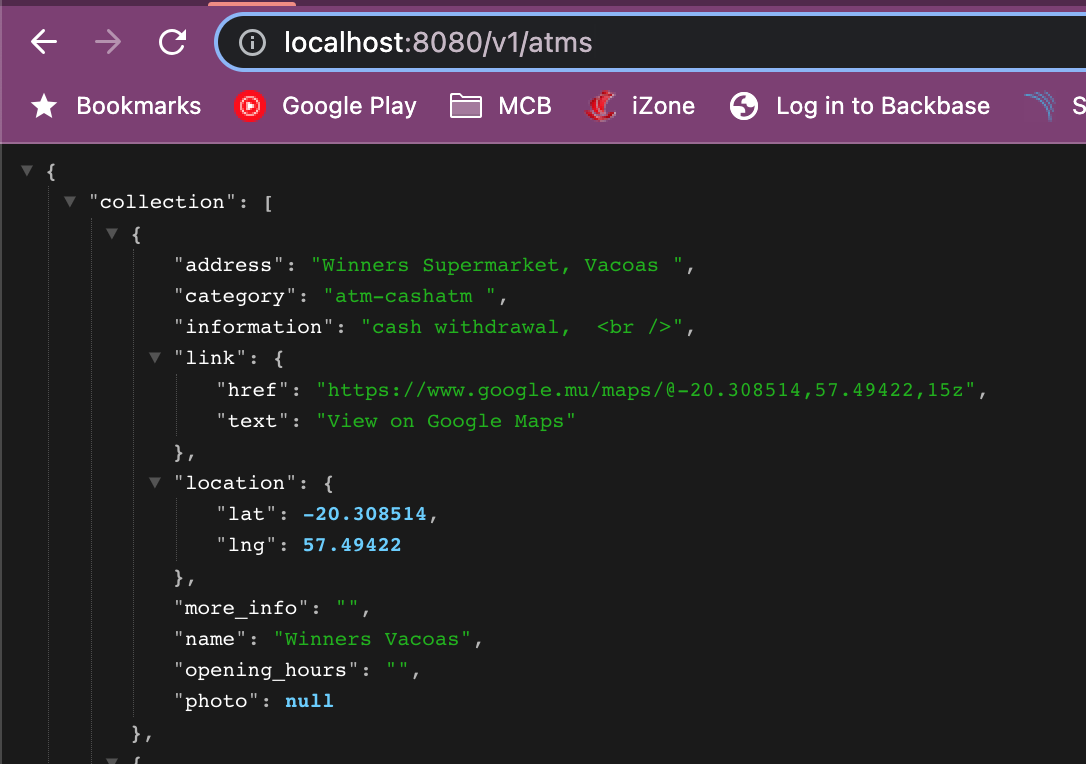 localhost:8080/v1/atms
Bookmarks Google Play MCB iZone Log in to Backbase S
{
"collection": [
{
"address": "Winners Supermarket, Vacoas ",
"category": "atm-cashatm ",
"information": "cash withdrawal,  <br />",
"link": {
"href": "https://www.google.mu/maps/@-20.308514,57.49422,15z",
"text": "View on Google Maps"
},
"location": {
"lat": -20.308514,
"lng": 57.49422
},
"more_info": "",
"name": "Winners Vacoas",
"opening_hours": "",
"photo": null
},
{